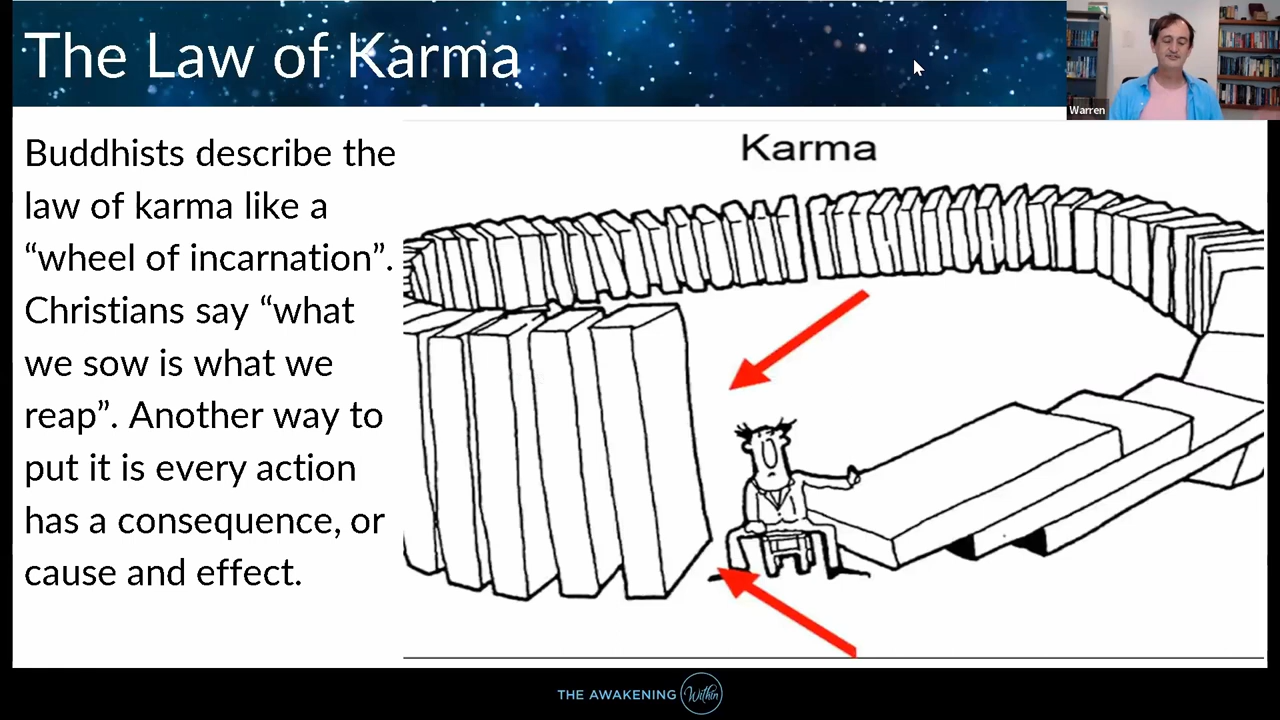 The Law of Karma
Warren
Buddhists describe the
law of karma like a
“wheel of incarnation”.
Christians say “what
we sow is what we
reap”. Another way to
put it is every action
has a consequence, or
cause and effect.
Karma
THE AWAKENING Within